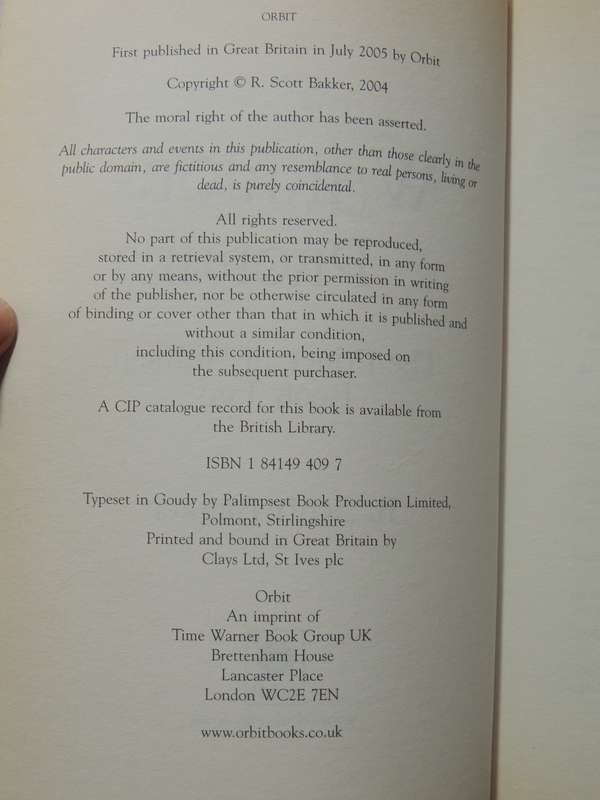 ORBIT
First published in Great Britain in July 2005 by Orbit
Copyright © R. Scott Bakker, 2004
The moral right of the author has been asserted.
All characters and events in this publication, other than those clearly in the
public domain, are fictitious and any resemblance to real persons, living or
dead, is purely coincidental.
All rights reserved.
No part of this publication may be reproduced,
stored in a retrieval system, or transmitted, in any form
or by any means, without the prior permission in writing
of the publisher, nor be otherwise circulated in any form
of binding or cover other than that in which it is published and
without a similar condition,
including this condition, being imposed on
the subsequent purchaser.
A CIP catalogue record for this book is available from
the British Library.
ISBN 1 84149 409 7
Typeset in Goudy by Palimpsest Book Production Limited,
Polmont, Stirlingshire
Printed and bound in Great Britain by
Clays Ltd, St Ives plc
Orbit
An imprint of
Time Warner Book Group UK
Brettenham House
Lancaster Place
London WC2E 7EN
www.orbitbooks.co.uk